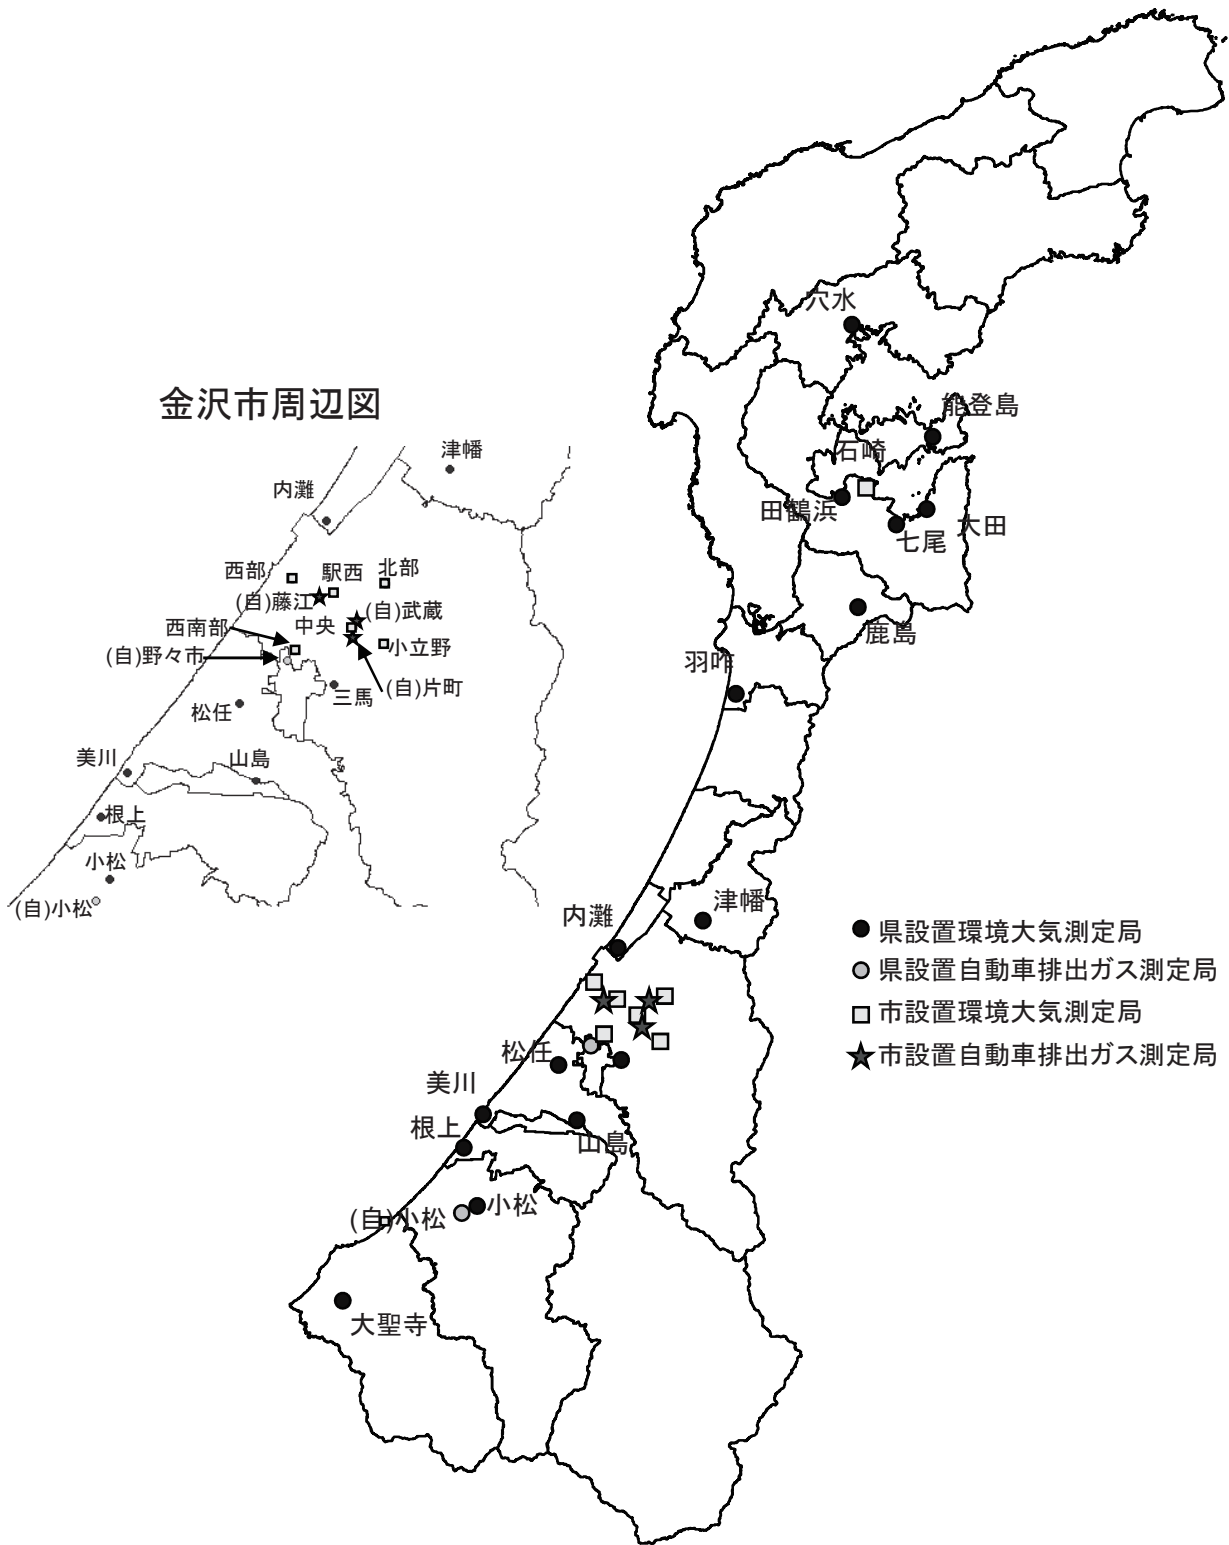 穴水
能登島
石崎
田鶴浜
七尾
大田
鹿島
羽咋
金沢市周辺図
津幡
内灘
西部
駅西
北部
(自)藤江
(自)武蔵
西南部
中央
小立野
(自)野々市
三馬
(自)片町
松任
美川
山島
根上
小松
(自)小松
津幡
内灘
県設置環境大気測定局
県設置自動車排出ガス測定局
市設置環境大気測定局
市設置自動車排出ガス測定局
松任
美川
根上
山島
小松
(自)小松
大聖寺